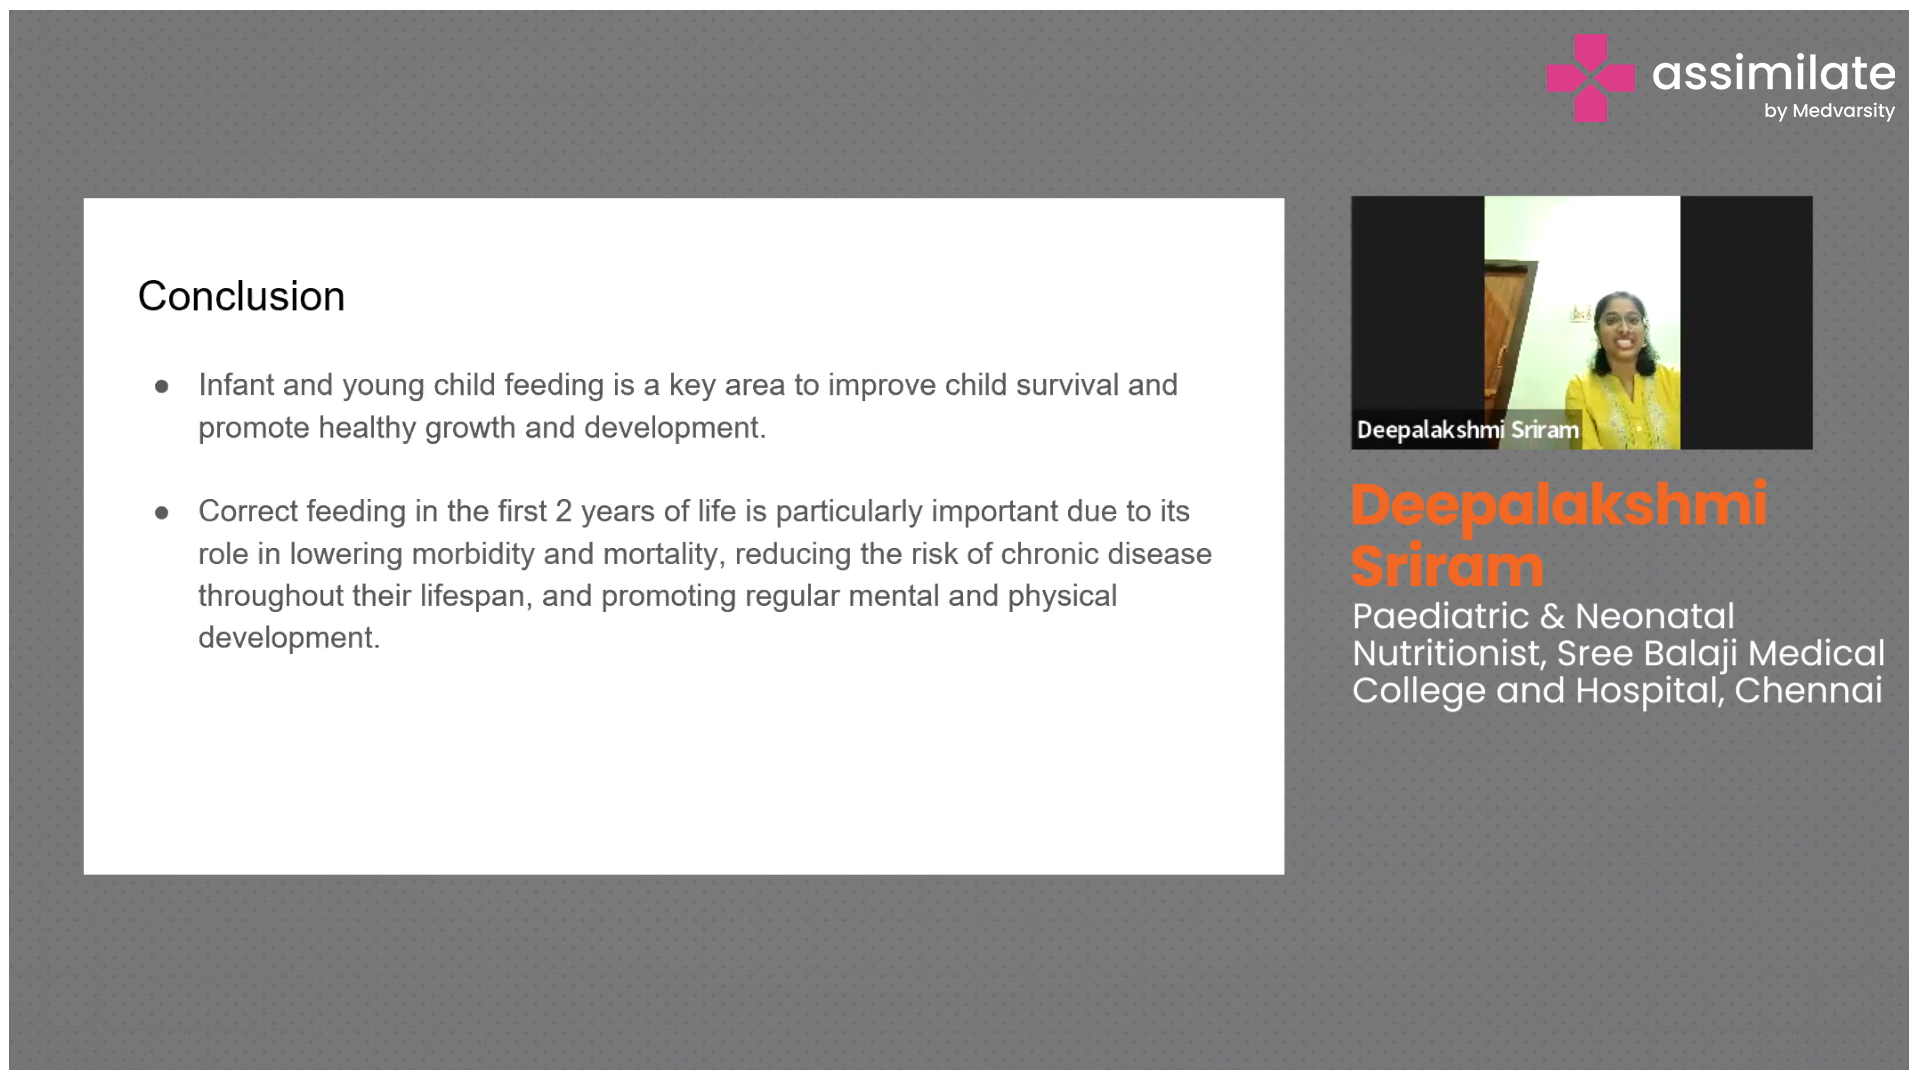 assimilate
by Medvarsity
Conclusion
● Infant and young child feeding is a key area to improve child survival and
promote healthy growth and development.
● Correct feeding in the first 2 years of life is particularly important due to its
role in lowering morbidity and mortality, reducing the risk of chronic disease
throughout their lifespan, and promoting regular mental and physical
development.
Deepalakshmi Sriram
Deepalakshmi
Sriram
Paediatric & Neonatal
Nutritionist, Sree Balaji Medical
College and Hospital, Chennai